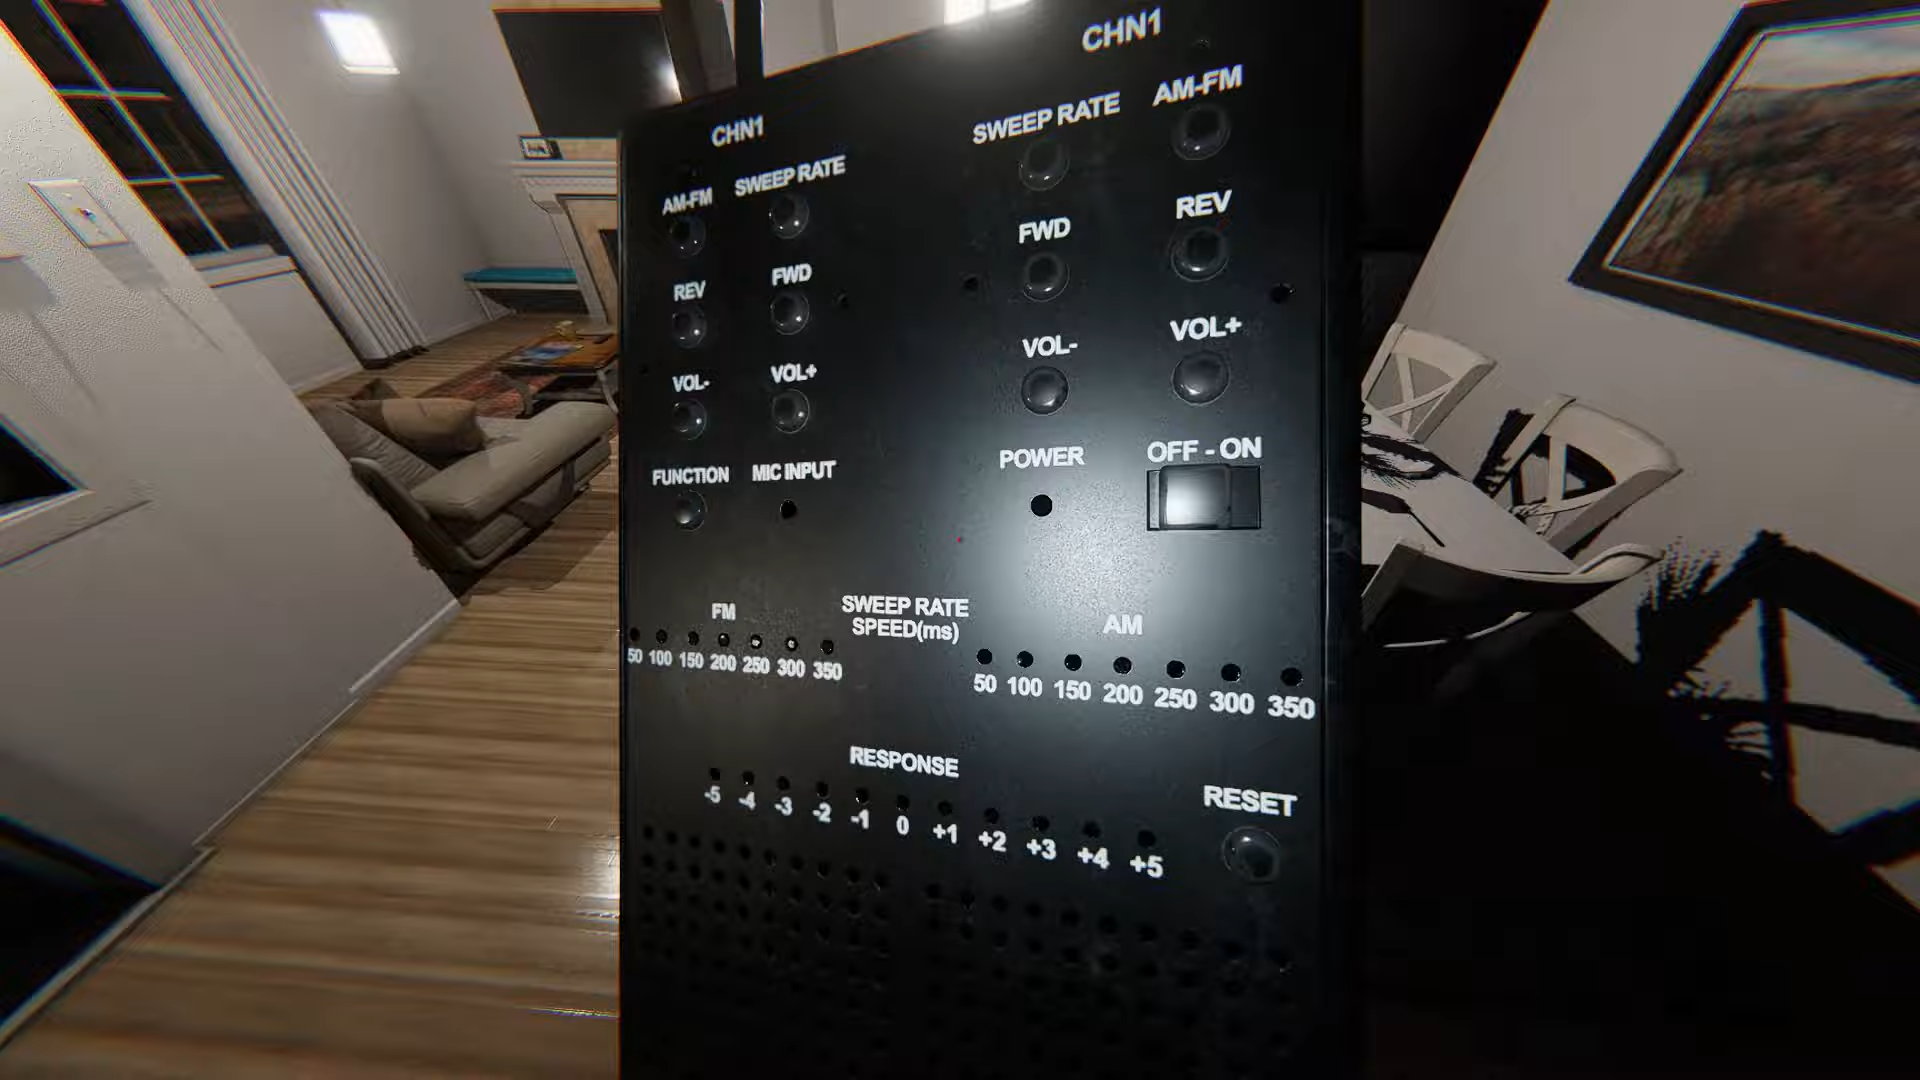 CHN1
CHN1
AM-FM SWEEP RATE
SWEEP RATE AM-FM
REV FWD
FWD REV
VOL- VOL+
VOL- VOL+
FUNCTION MIC INPUT
POWER OFF - ON
FM
SWEEP RATE
SPEED(ms)
AM
50 100 150 200 250 300 350
50 100 150 200 250 300 350
RESPONSE
-5 -4 -3 -2 -1 0 +1 +2 +3 +4 +5
RESET